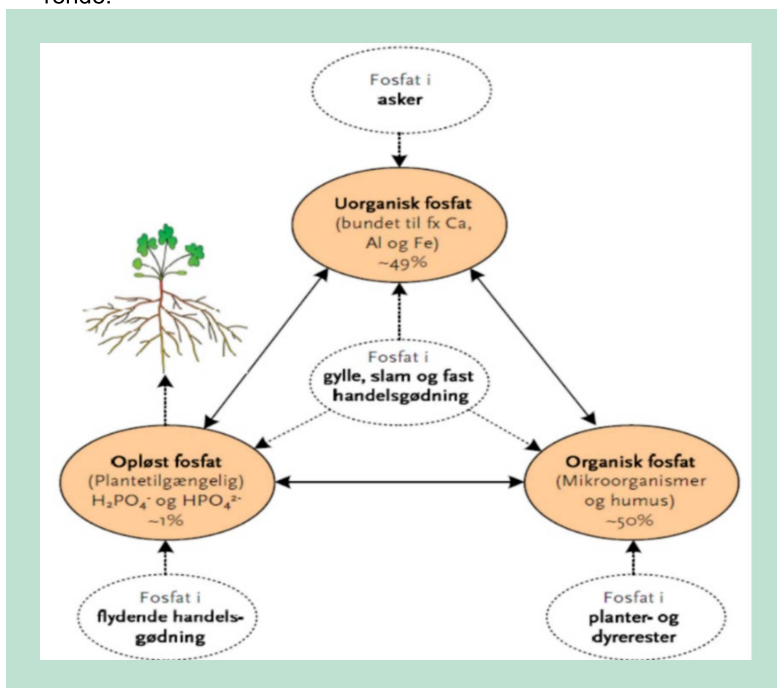 Fosfat i
asker
Uorganisk fosfat
(bundet til fx Ca,
Al og Fe)
~49%
Fosfat i
gylle, slam og fast
handelsgødning
Opløst fosfat
(Plantetilgængelig)
H₂PO₄⁻ og HPO₄²⁻
~1%
Organisk fosfat
(Mikroorganismer
og humus)
~50%
Fosfat i
flydende handels-
gødning
Fosfat i
planter- og
dyrerester